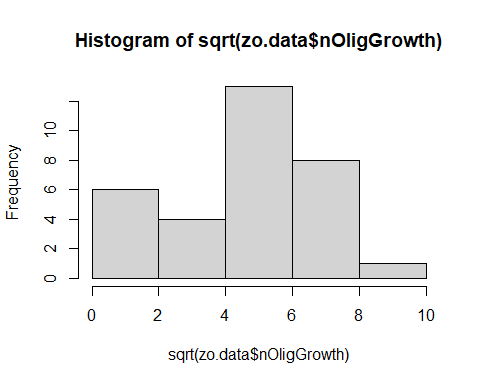 Histogram of sqrt(zo.data$nOligGrowth)
Frequency
10
8
6
4
2
0
0 2 4 6 8 10
sqrt(zo.data$nOligGrowth)